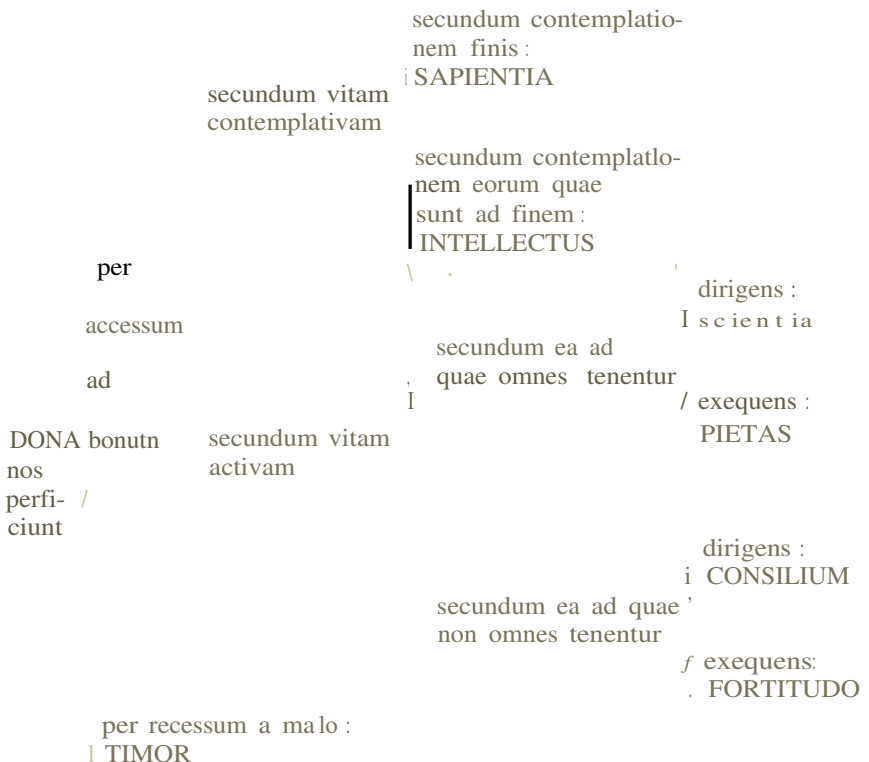 secundum contemplatio-
nem finis :
i SAPIENTIA
secundum vitam
contemplativam
secundum contemplatlo-
nem eorum quae
sunt ad finem :
INTELLECTUS
per
accessum
ad
DONA bonutn
nos
perfi- /
ciunt
secundum vitam
activam
secundum ea ad
quae omnes tenentur
dirigens :
I scientia
/ exequens :
PIETAS
secundum ea ad quae ’
non omnes tenentur
dirigens :
i CONSILIUM
f exequens:
. FORTITUDO
per recessum a malo :
l TIMOR